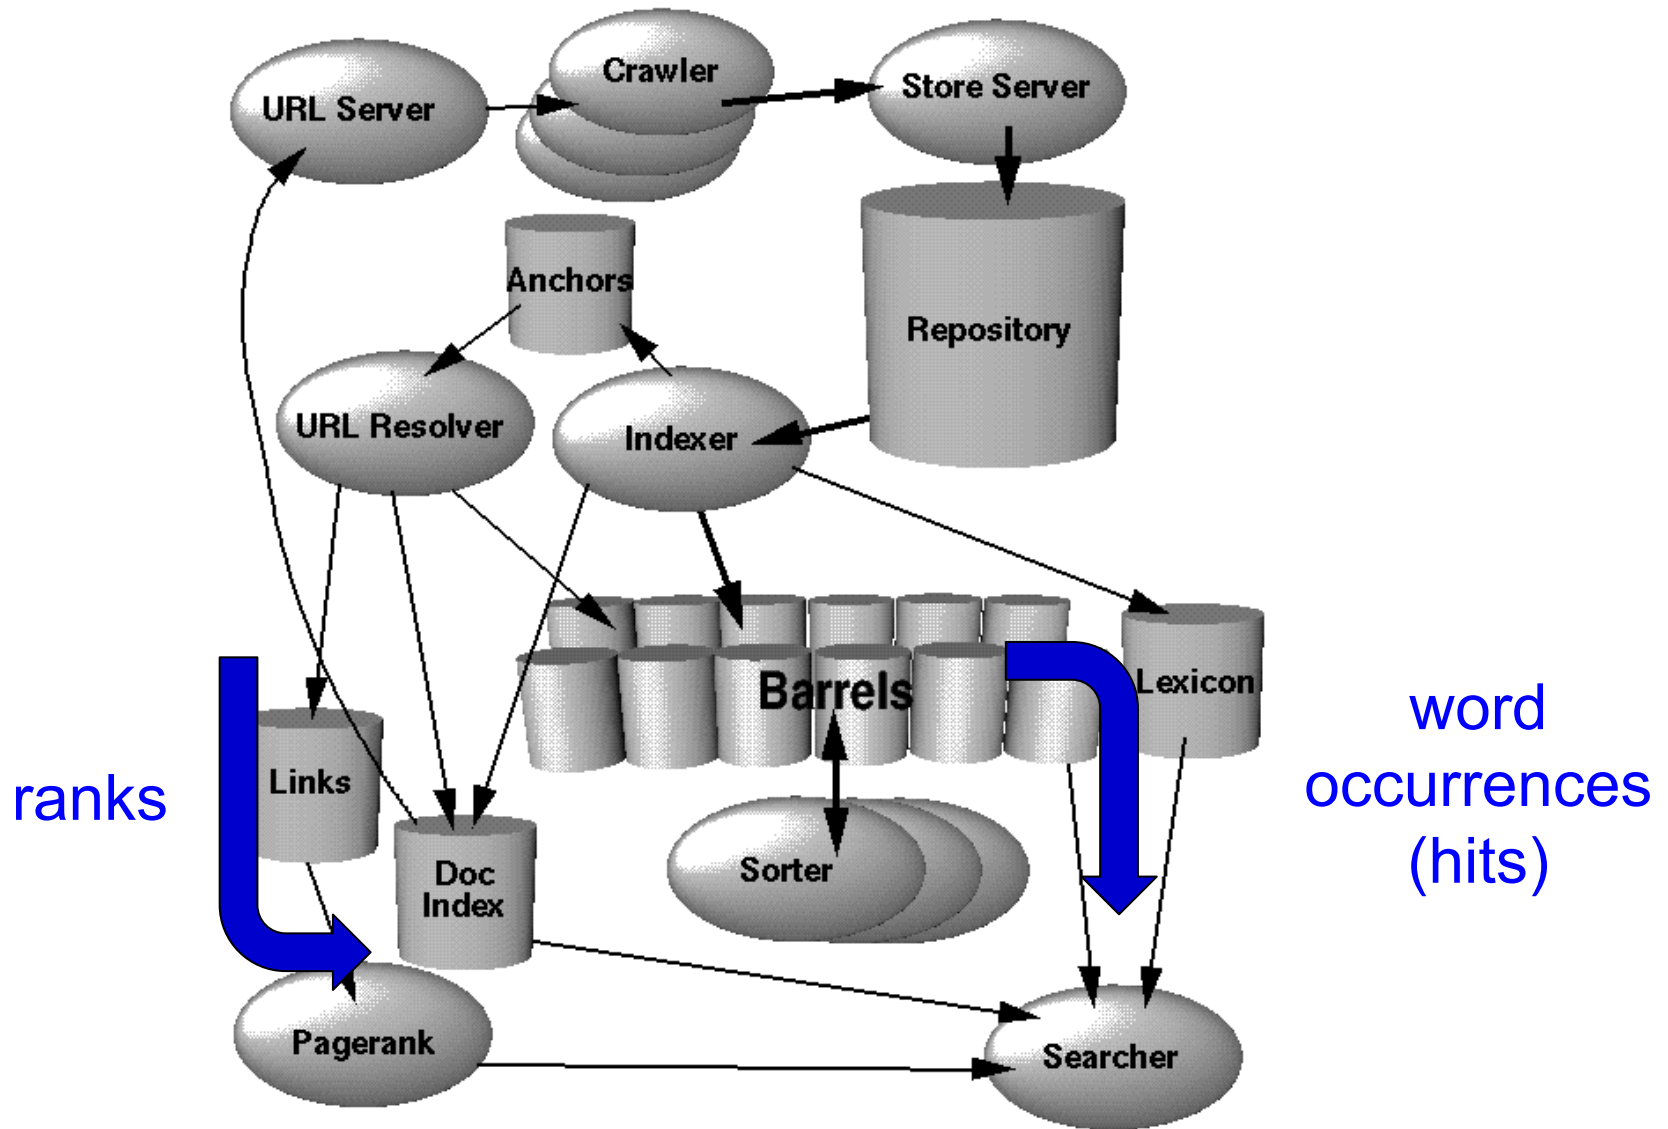 Crawler
Store Server
URL Server
Anchors
Repository
URL Resolver
Indexer
Barrels
Lexicon
word
occurrences
(hits)
ranks
Links
Doc
Index
Sorter
Pagerank
Searcher